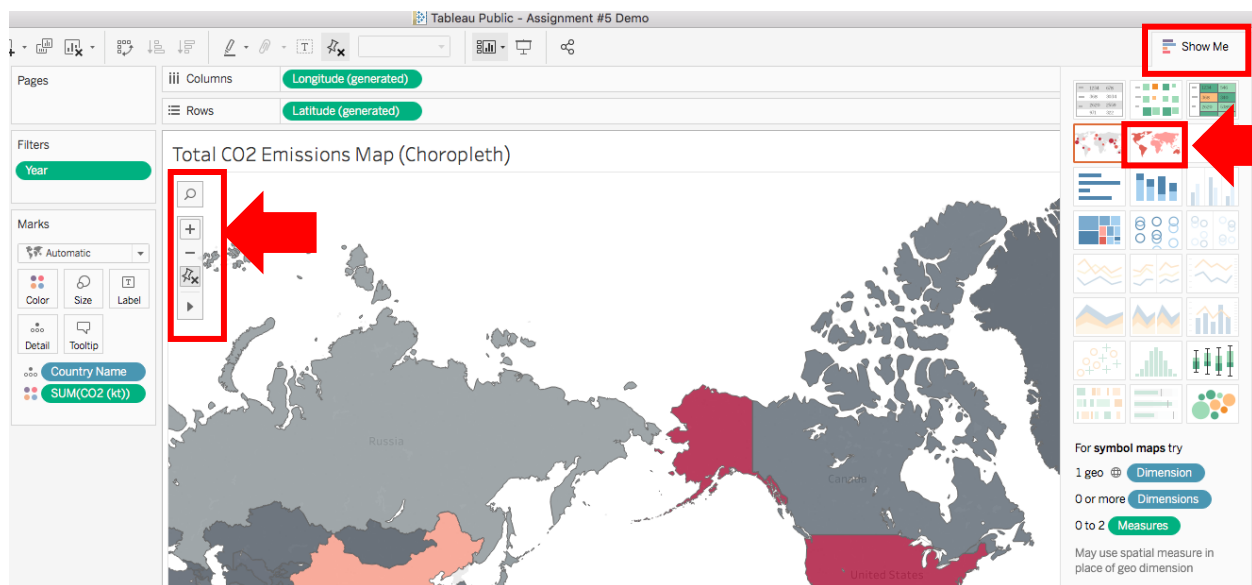 Tableau Public - Assignment #5 Demo
Show Me
Pages
iii Columns
Longitude (generated)
Rows
Latitude (generated)
Filters
Year
Total CO2 Emissions Map (Choropleth)
Marks
Automatic
Color
Size
Label
Detail
Tooltip
Country Name
SUM(CO2 (kt))
Russia
Canada
United States
For symbol maps try
1 geo
Dimension
0 or more
Dimensions
0 to 2
Measures
May use spatial measure in
place of geo dimension